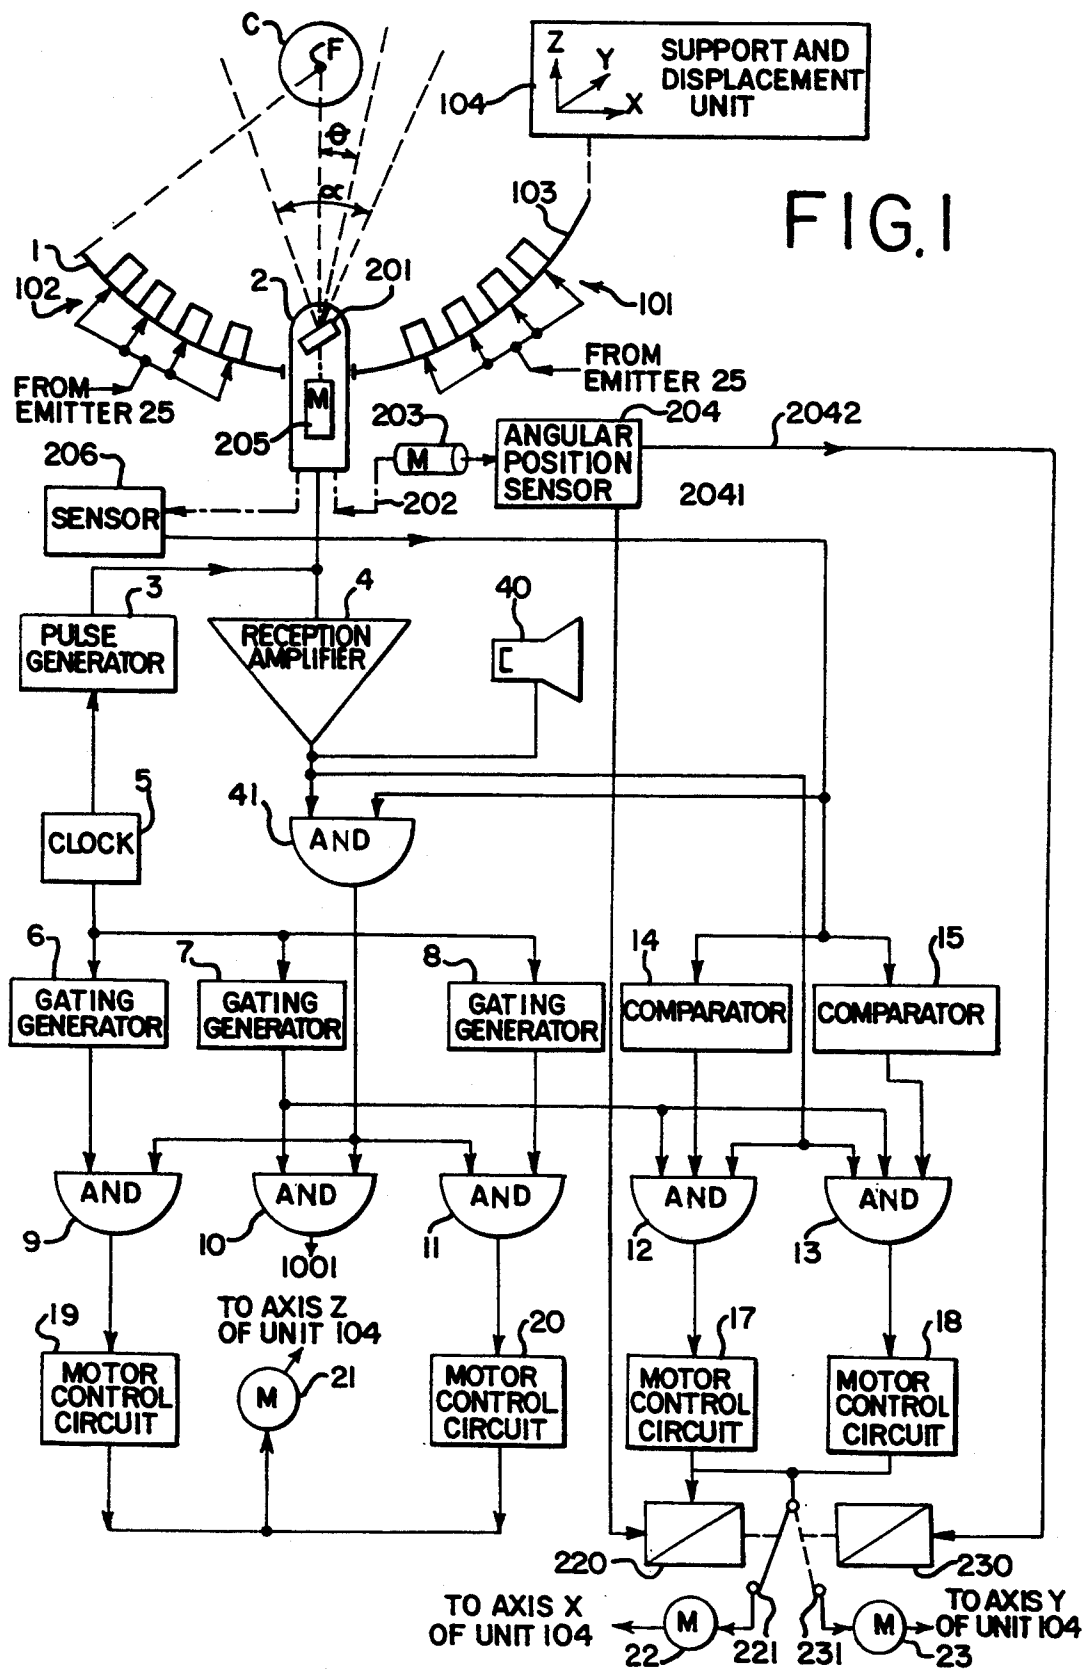 C
F
Z
Y
X
SUPPORT AND
DISPLACEMENT
UNIT
104
θ
α
103
FIG. 1
1
102
2
201
101
FROM
EMITTER 25
FROM
EMITTER 25
M
205
203
M
204
ANGULAR
POSITION
SENSOR
2042
2041
206
SENSOR
202
3
PULSE
GENERATOR
4
RECEPTION
AMPLIFIER
40
5
CLOCK
41
AND
6
GATING
GENERATOR
7
GATING
GENERATOR
8
GATING
GENERATOR
14
COMPARATOR
15
COMPARATOR
AND
9
AND
10
1001
AND
11
AND
12
AND
13
TO AXIS Z
OF UNIT 104
19
MOTOR
CONTROL
CIRCUIT
M
21
20
MOTOR
CONTROL
CIRCUIT
17
MOTOR
CONTROL
CIRCUIT
18
MOTOR
CONTROL
CIRCUIT
220
230
TO AXIS X
OF UNIT 104
M
22
221
231
M
23
TO AXIS Y
OF UNIT 104